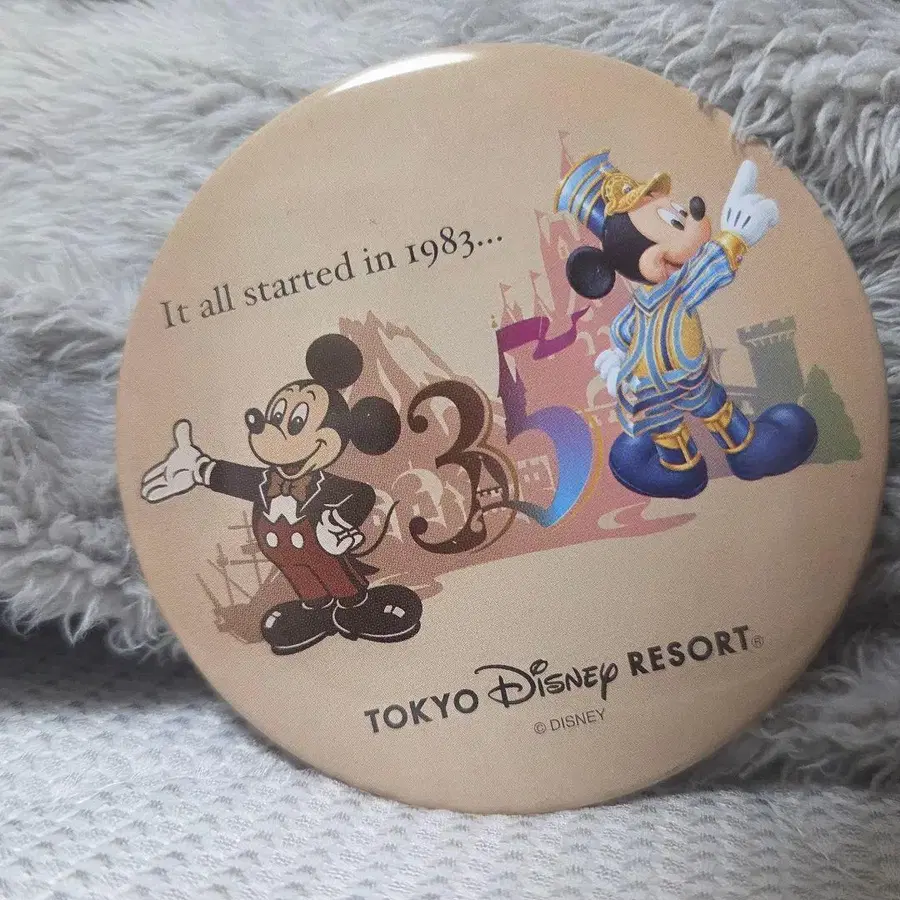 It all started in 1983...
35
TOKYO DISNEY RESORT®
© DISNEY